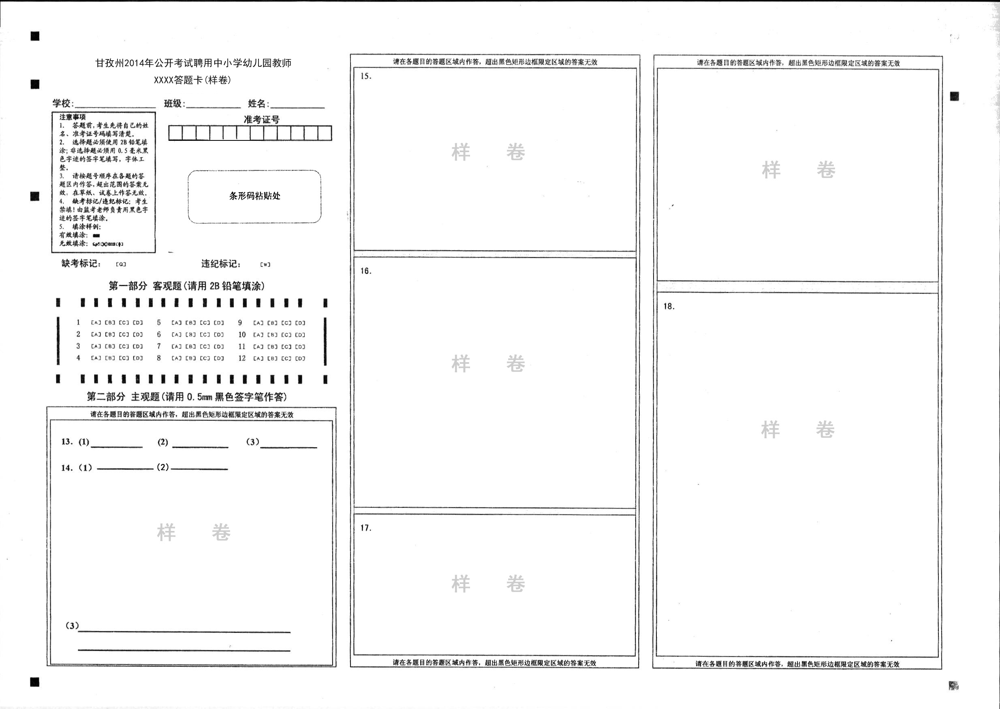 甘孜州2014年公开考试聘用中小学幼儿园教师
XXXX答题卡(样卷)
学校: 班级: 姓名:
注意事项
1. 答题前,考生先将自己的姓
名、准考证号码填写清楚。
2. 选择题必须使用 2B 铅笔填
涂;非选择题必须用 0.5 毫米黑
色字迹的签字笔填写, 字体工
整。
3. 请按题号顺序在各题的答
题区内作答,超出范围的答案无
效, 在草纸、试卷上作答无效。
4. 缺考标记/违纪标记: 考生
禁填!由监考老师负责用黑色字
迹的签字笔填涂。
5. 填涂样例:
有效填涂:
无效填涂:
准考证号
条形码粘贴处
缺考标记: [Q] 违纪标记: [W]
第一部分 客观题(请用 2B 铅笔填涂)
1 [A] [B] [C] [D] 5 [A] [B] [C] [D] 9 [A] [B] [C] [D]
2 [A] [B] [C] [D] 6 [A] [B] [C] [D] 10 [A] [B] [C] [D]
3 [A] [B] [C] [D] 7 [A] [B] [C] [D] 11 [A] [B] [C] [D]
4 [A] [B] [C] [D] 8 [A] [B] [C] [D] 12 [A] [B] [C] [D]
第二部分 主观题(请用 0.5mm 黑色签字笔作答)
请在各题目的答题区域内作答, 超出黑色矩形边框限定区域的答案无效
13. (1) (2) (3)
14. (1) (2)
样 卷
(3)
请在各题目的答题区域内作答, 超出黑色矩形边框限定区域的答案无效
15.
样 卷
16.
样 卷
17.
样 卷
请在各题目的答题区域内作答, 超出黑色矩形边框限定区域的答案无效
请在各题目的答题区域内作答, 超出黑色矩形边框限定区域的答案无效
样 卷
18.
样 卷
请在各题目的答题区域内作答, 超出黑色矩形边框限定区域的答案无效